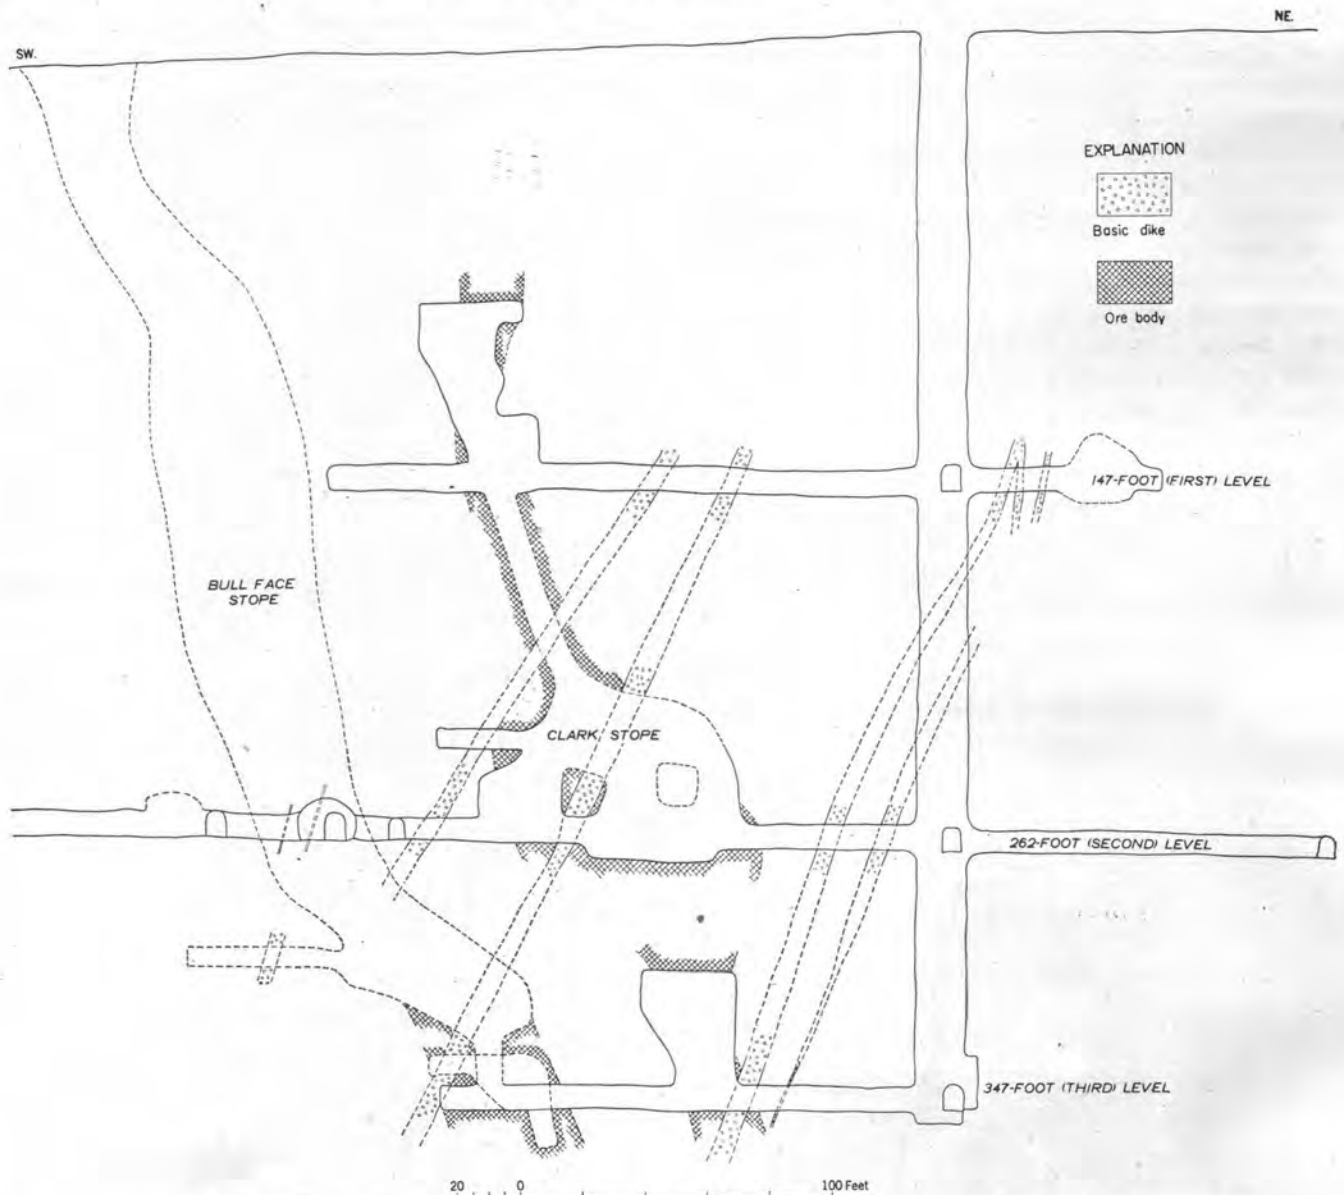 SW.
NE.
EXPLANATION
Basic dike
Ore body
147-FOOT (FIRST) LEVEL
BULL FACE
STOPE
CLARK STOPE
262-FOOT (SECOND) LEVEL
347-FOOT (THIRD) LEVEL
20 0 100 Feet